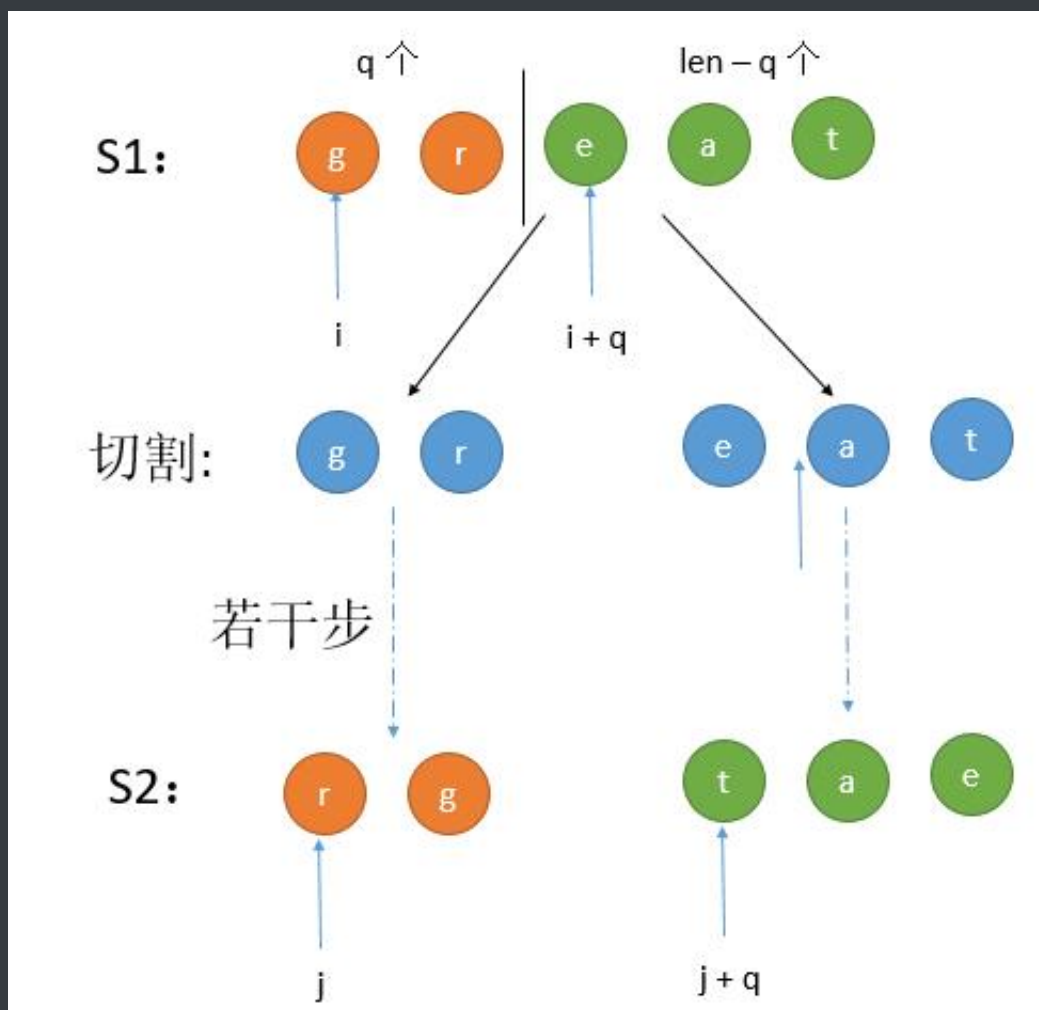 q 个 len – q 个
S1： g r e a t
i i + q
切割: g r e a t
若干步
S2： r g t a e
j j + q